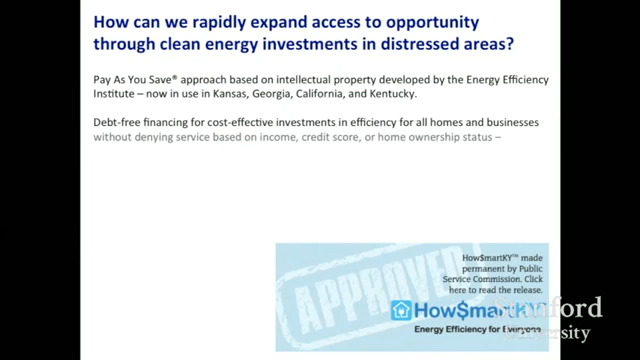 How can we rapidly expand access to opportunity
through clean energy investments in distressed areas?
Pay As You Save® approach based on intellectual property developed by the Energy Efficiency
Institute – now in use in Kansas, Georgia, California, and Kentucky.
Debt-free financing for cost-effective investments in efficiency for all homes and businesses
without denying service based on income, credit score, or home ownership status –
APPROVED
How$martKY™ made
permanent by Public
Service Commission. Click
here to read the release.
How$martKY
Energy Efficiency for Everyone
Stanford
University